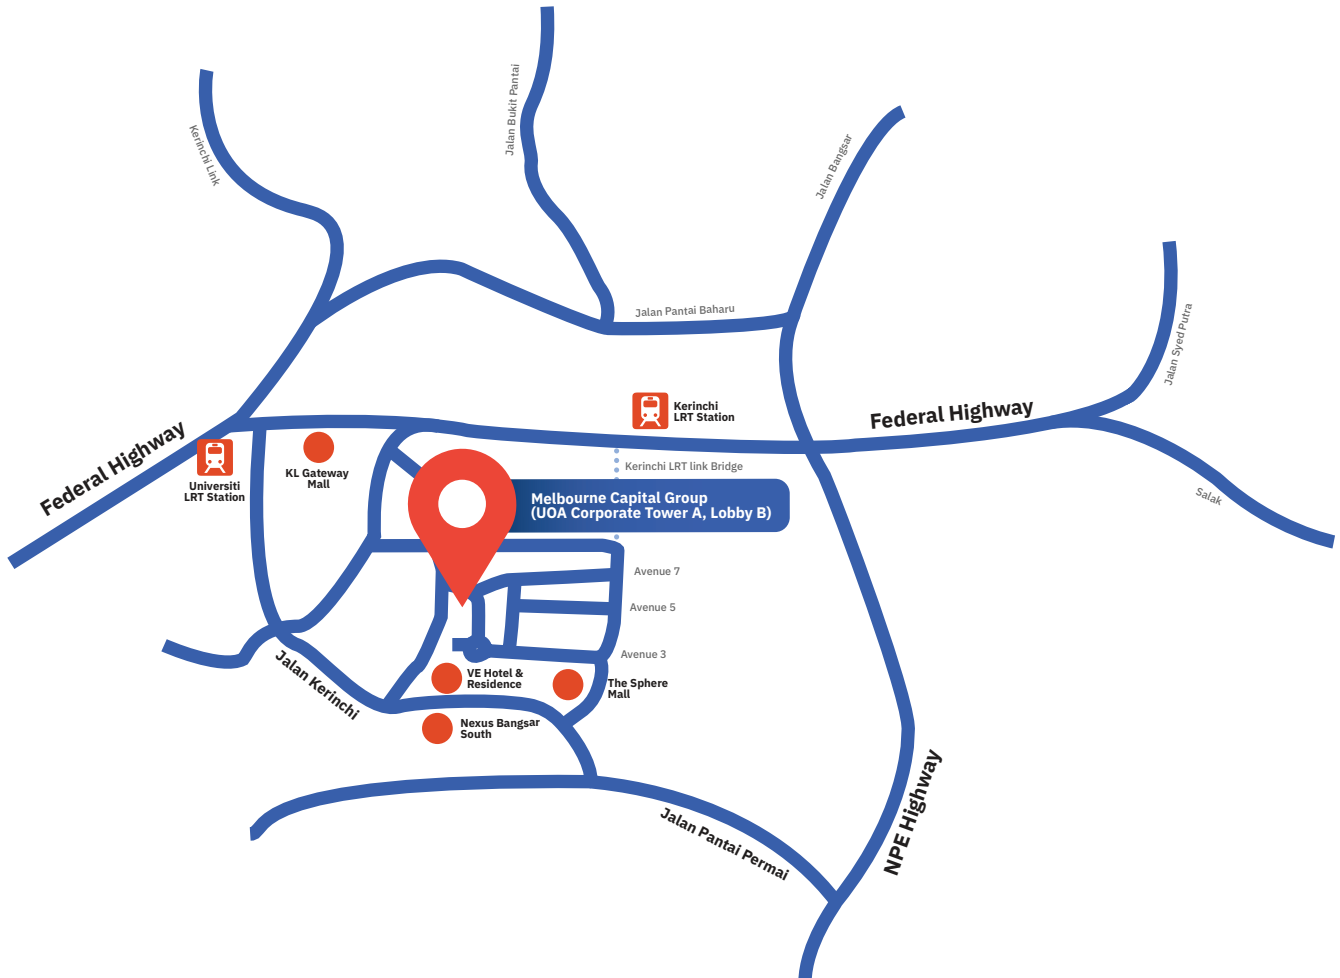 Jalan Bukit Pantai
Kerinchi Link
Jalan Bangsar
Jalan Pantai Baharu
Jalan Syed Putra
Kerinchi
LRT Station
Federal Highway
Federal Highway
KL Gateway
Mall
Universiti
LRT Station
Kerinchi LRT link Bridge
Salak
Melbourne Capital Group
(UOA Corporate Tower A, Lobby B)
Avenue 7
Avenue 5
Avenue 3
Jalan Kerinchi
VE Hotel &
Residence
The Sphere
Mall
Nexus Bangsar
South
NPE Highway
Jalan Pantai Permai